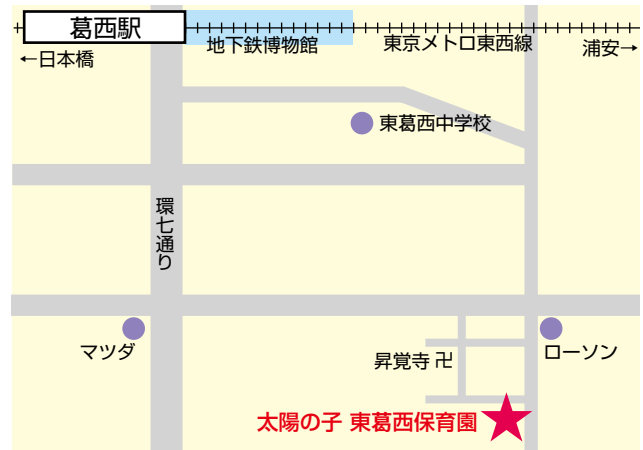 葛西駅
←日本橋
地下鉄博物館
東京メトロ東西線
浦安→
東葛西中学校
環七通り
マツダ
ローソン
昇覚寺 卍
太陽の子 東葛西保育園